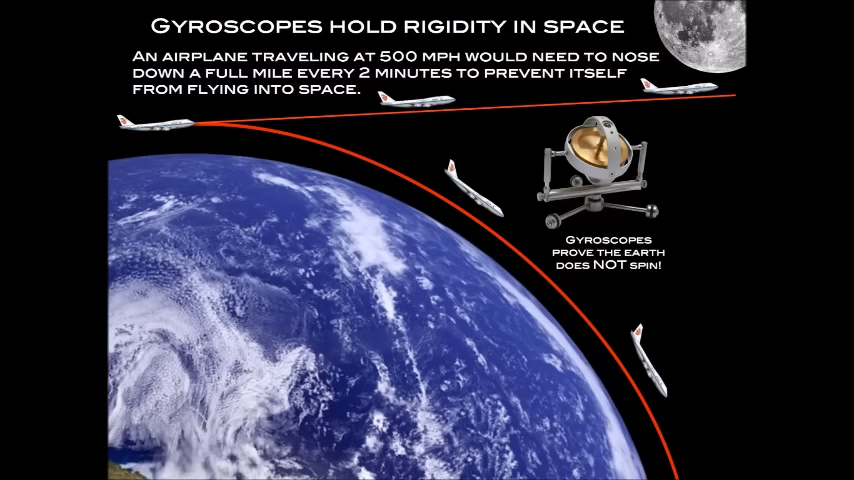 Gyroscopes hold rigidity in space
An airplane traveling at 500 mph would need to nose
down a full mile every 2 minutes to prevent itself
from flying into space.
Gyroscopes
prove the earth
does NOT spin!